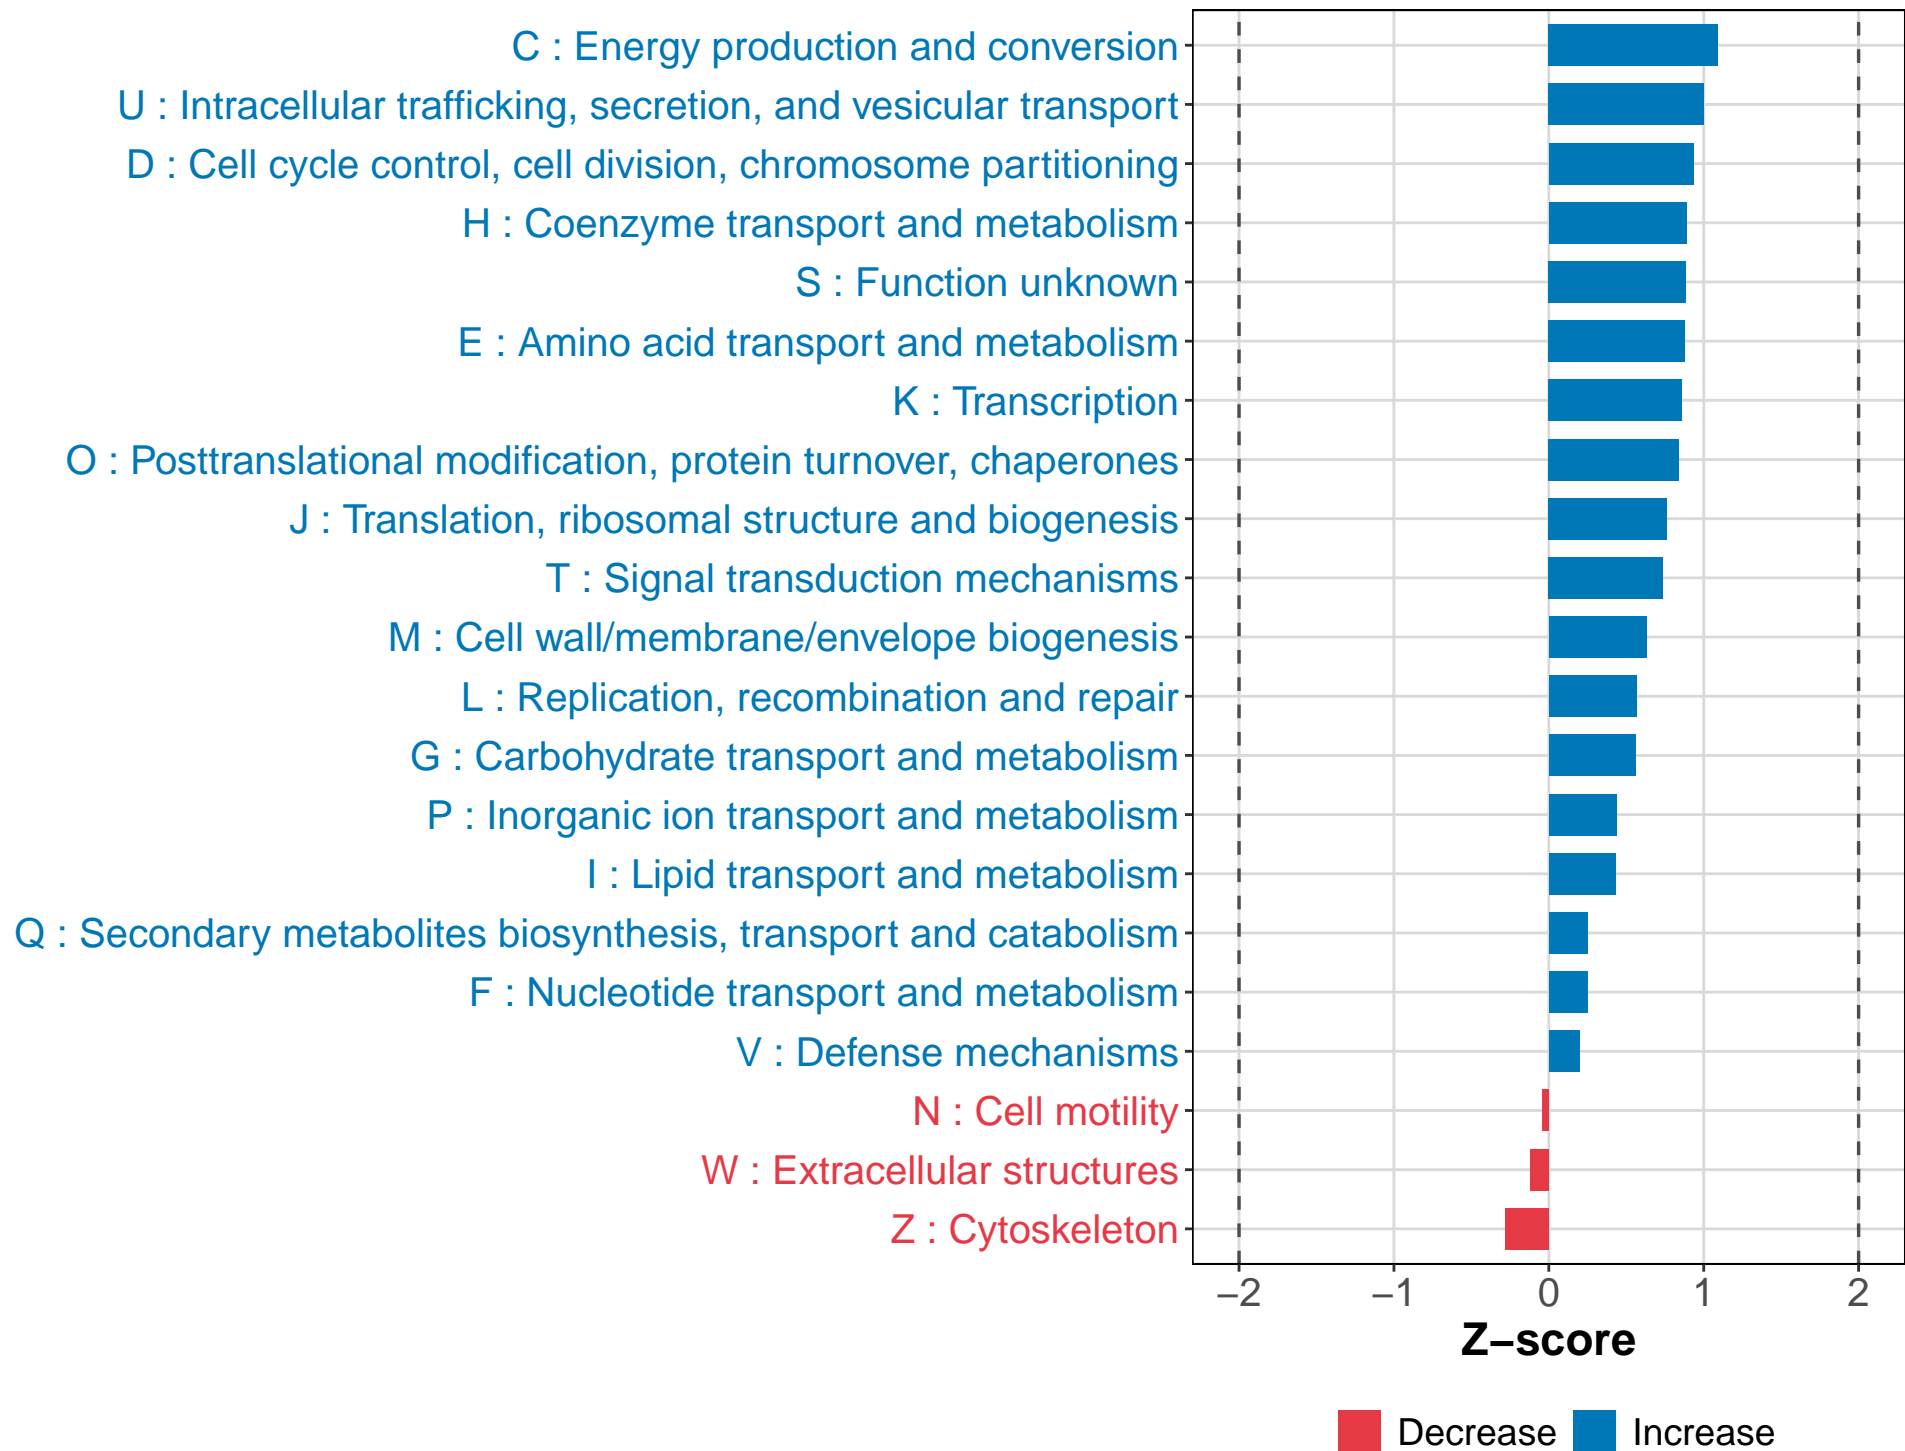 C : Energy production and conversion
U : Intracellular trafficking, secretion, and vesicular transport
D : Cell cycle control, cell division, chromosome partitioning
H : Coenzyme transport and metabolism
S : Function unknown
E : Amino acid transport and metabolism
K : Transcription
O : Posttranslational modification, protein turnover, chaperones
J : Translation, ribosomal structure and biogenesis
T : Signal transduction mechanisms
M : Cell wall/membrane/envelope biogenesis
L : Replication, recombination and repair
G : Carbohydrate transport and metabolism
P : Inorganic ion transport and metabolism
I : Lipid transport and metabolism
Q : Secondary metabolites biosynthesis, transport and catabolism
F : Nucleotide transport and metabolism
V : Defense mechanisms
N : Cell motility
W : Extracellular structures
Z : Cytoskeleton
−2 −1 0 1 2
Z−score
Decrease Increase